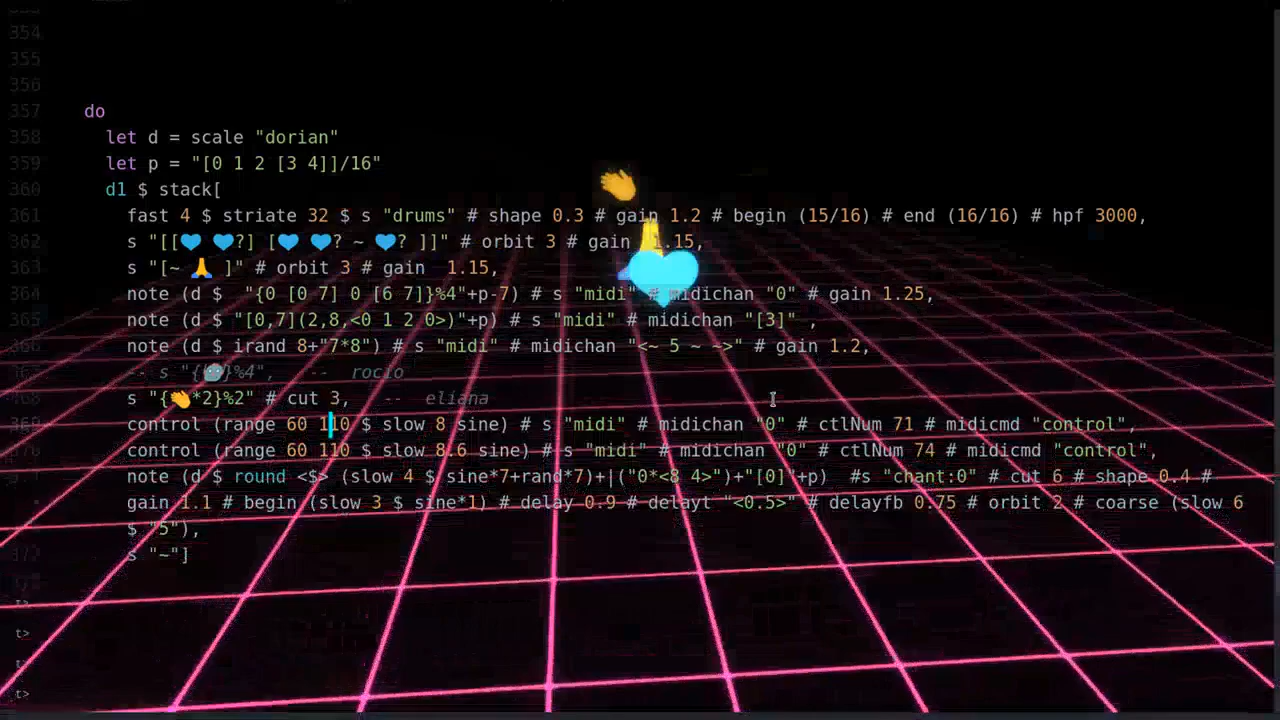 354
355
356
357 do
358 let d = scale "dorian"
359 let p = "[0 1 2 [3 4]]/16"
360 d1 $ stack[
361 fast 4 $ striate 32 $ s "drums" # shape 0.3 # gain 1.2 # begin (15/16) # end (16/16) # hpf 3000,
362 s "[[💙 💙?] [💙 💙? ~ 💙? ]]" # orbit 3 # gain 1.15,
363 s "[~ 🙏 ]" # orbit 3 # gain  1.15,
364 note (d $  "{0 [0 7] 0 [6 7]}%4"+p-7) # s "midi" # midichan "0" # gain 1.25,
365 note (d $ "[0,7](2,8,<0 1 2 0>)"+p) # s "midi" # midichan "[3]" ,
366 note (d $ irand 8+"7*8") # s "midi" # midichan "<~ 5 ~ ~>" # gain 1.2,
367 -- s "{💀}%4",   --  rocio
368 s "{👏*2}%2" # cut 3,   --  eliana
369 control (range 60 110 $ slow 8 sine) # s "midi" # midichan "0" # ctlNum 71 # midicmd "control",
370 control (range 60 110 $ slow 8.6 sine) # s "midi" # midichan "0" # ctlNum 74 # midicmd "control",
note (d $ round <$> (slow 4 $ sine*7+rand*7)+|("0*<8 4>")+"[0]"+p)  #s "chant:0" # cut 6 # shape 0.4 #
gain 1.1 # begin (slow 3 $ sine*1) # delay 0.9 # delayt "<0.5>" # delayfb 0.75 # orbit 2 # coarse (slow 6
$ "5"),
372 s "~"]
t>
t>
t>
t>